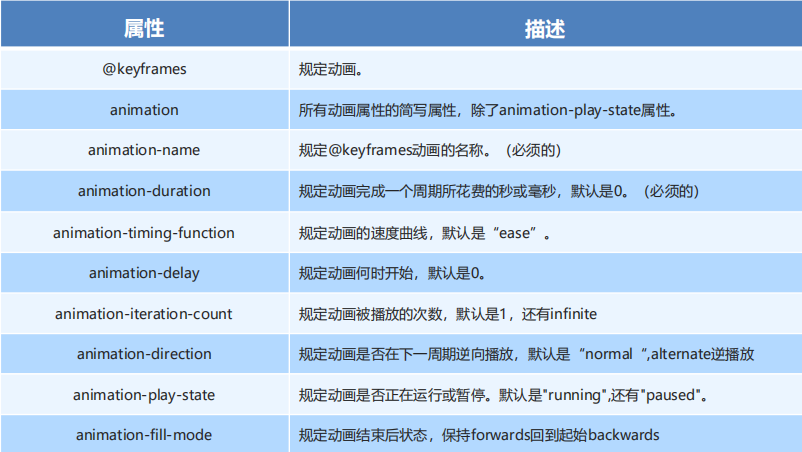 属性 描述
@keyframes 规定动画。
animation 所有动画属性的简写属性，除了animation-play-state属性。
animation-name 规定@keyframes动画的名称。（必须的）
animation-duration 规定动画完成一个周期所花费的秒或毫秒，默认是0。（必须的）
animation-timing-function 规定动画的速度曲线，默认是“ease”。
animation-delay 规定动画何时开始，默认是0。
animation-iteration-count 规定动画被播放的次数，默认是1，还有infinite
animation-direction 规定动画是否在下一周期逆向播放，默认是“normal“,alternate逆播放
animation-play-state 规定动画是否正在运行或暂停。默认是"running",还有"paused"。
animation-fill-mode 规定动画结束后状态，保持forwards回到起始backwards